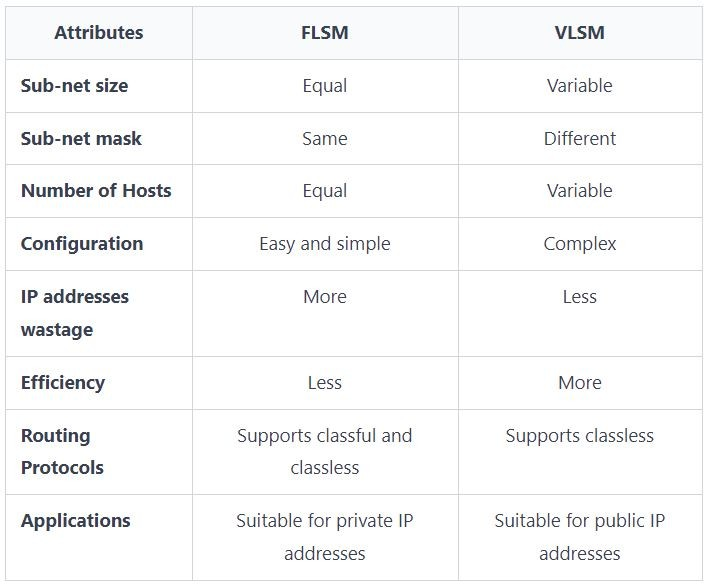 Attributes FLSM VLSM
Sub-net size Equal Variable
Sub-net mask Same Different
Number of Hosts Equal Variable
Configuration Easy and simple Complex
IP addresses More Less
wastage
Efficiency Less More
Routing Supports classful and Supports classless
Protocols classless
Applications Suitable for private IP Suitable for public IP
addresses addresses